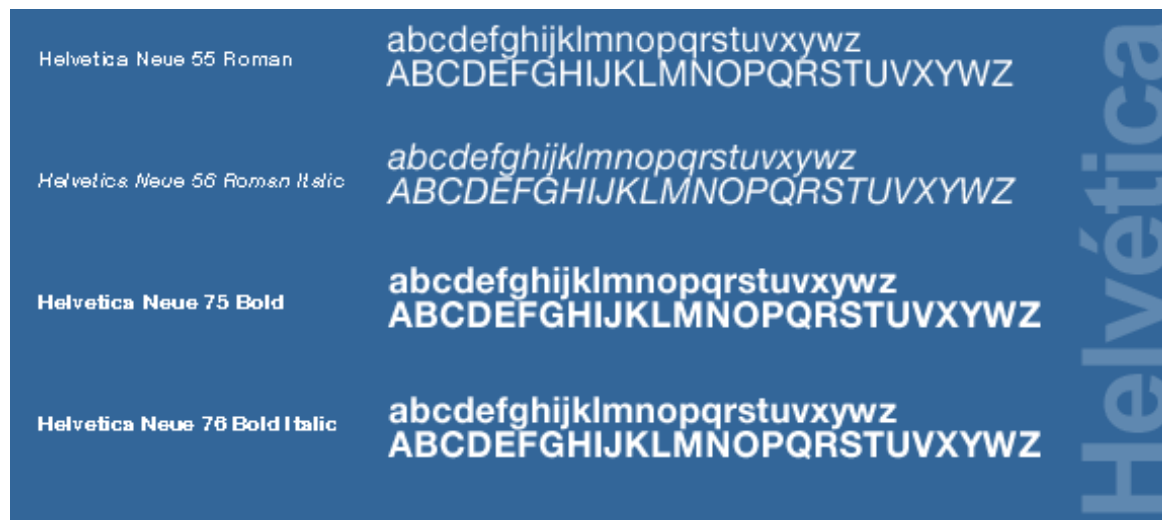 Helvetica Neue 55 Roman
abcdefghijklmnopqrstuvxywz
ABCDEFGHIJKLMNOPQRSTUVXYWZ
Helvetica Neue 56 Roman Italic
abcdefghijklmnopqrstuvxywz
ABCDEFGHIJKLMNOPQRSTUVXYWZ
Helvetica Neue 75 Bold
abcdefghijklmnopqrstuvxywz
ABCDEFGHIJKLMNOPQRSTUVXYWZ
Helvetica Neue 76 Bold Italic
abcdefghijklmnopqrstuvxywz
ABCDEFGHIJKLMNOPQRSTUVXYWZ
Helvética